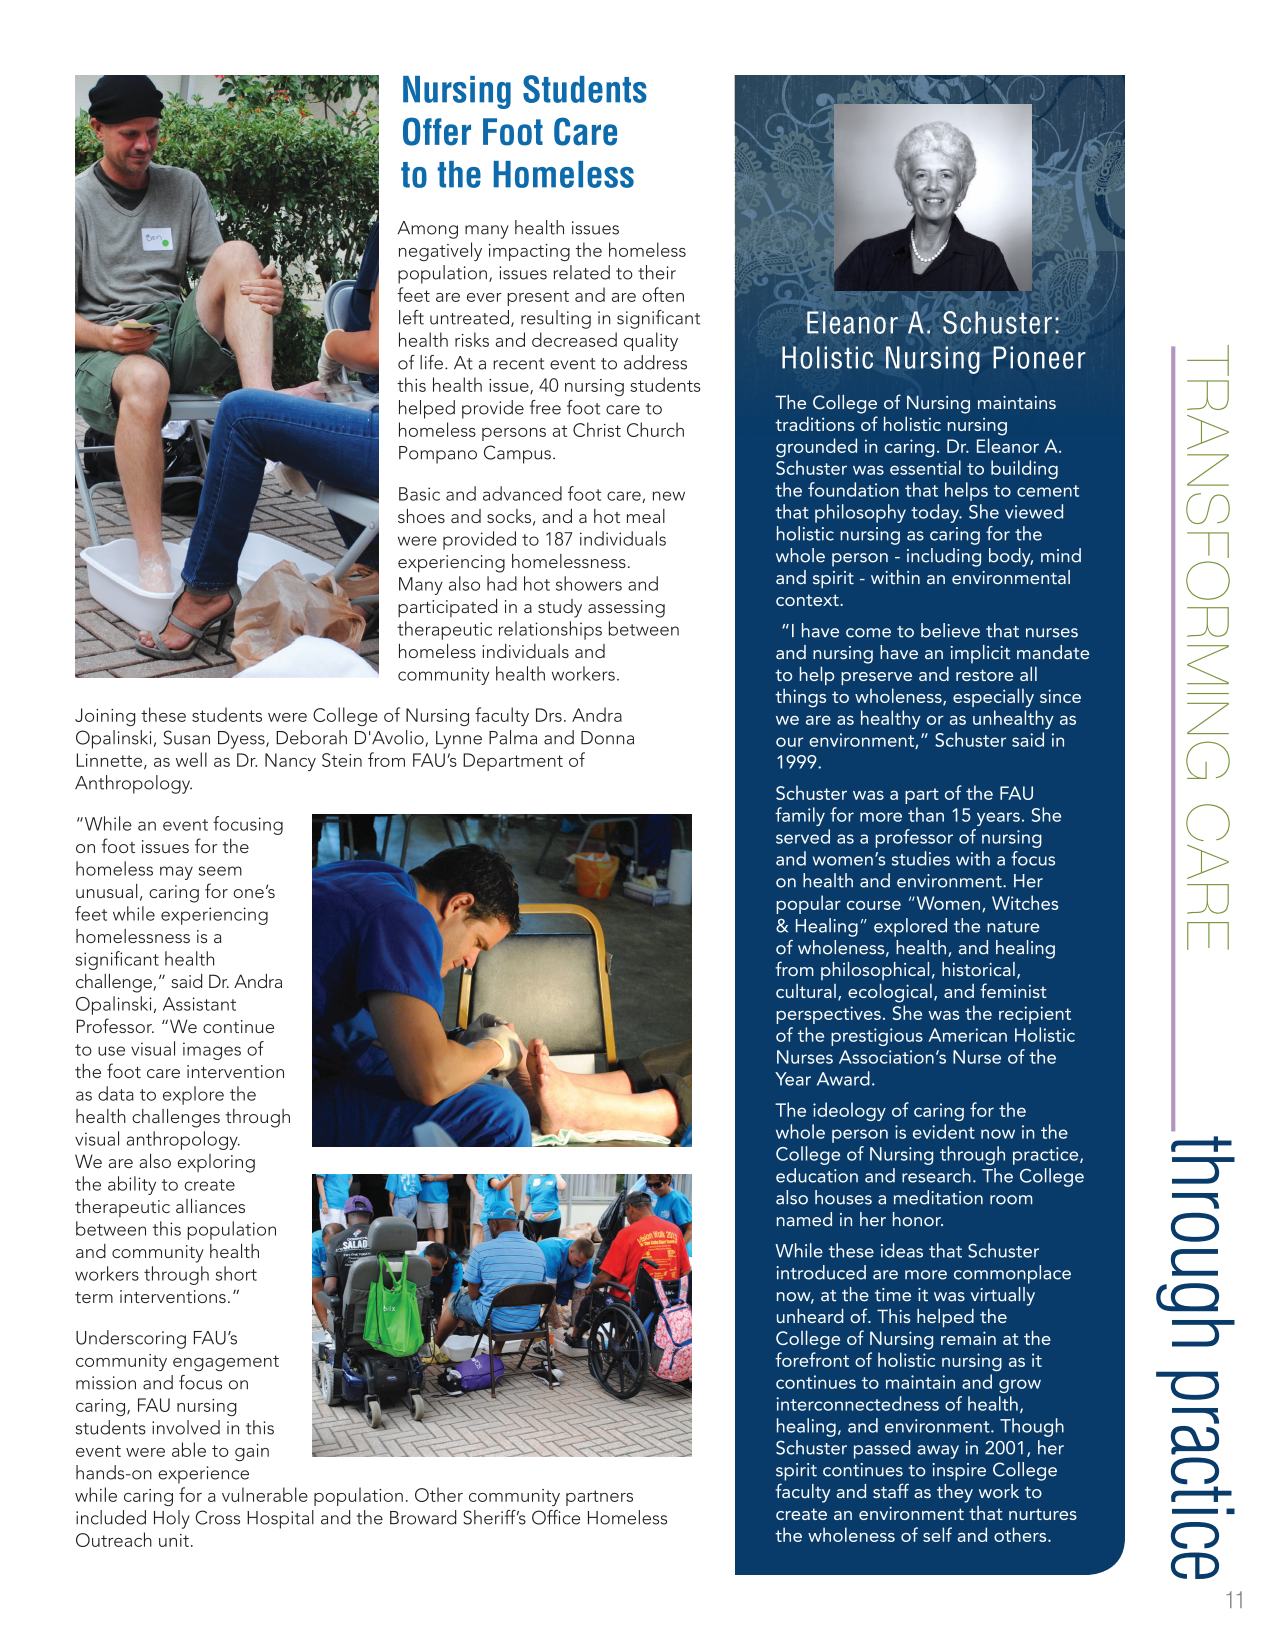 Nursing Students
Offer Foot Care
to the Homeless
Among many health issues
negatively impacting the homeless
population, issues related to their
feet are ever present and are often
left untreated, resulting in significant
health risks and decreased quality
of life. At a recent event to address
this health issue, 40 nursing students
helped provide free foot care to
homeless persons at Christ Church
Pompano Campus.
Basic and advanced foot care, new
shoes and socks, and a hot meal
were provided to 187 individuals
experiencing homelessness.
Many also had hot showers and
participated in a study assessing
therapeutic relationships between
homeless individuals and
community health workers.
Joining these students were College of Nursing faculty Drs. Andra
Opalinski, Susan Dyess, Deborah D'Avolio, Lynne Palma and Donna
Linnette, as well as Dr. Nancy Stein from FAU’s Department of
Anthropology.
“While an event focusing
on foot issues for the
homeless may seem
unusual, caring for one’s
feet while experiencing
homelessness is a
significant health
challenge,” said Dr. Andra
Opalinski, Assistant
Professor. “We continue
to use visual images of
the foot care intervention
as data to explore the
health challenges through
visual anthropology.
We are also exploring
the ability to create
therapeutic alliances
between this population
and community health
workers through short
term interventions.”
Underscoring FAU’s
community engagement
mission and focus on
caring, FAU nursing
students involved in this
event were able to gain
hands-on experience
while caring for a vulnerable population. Other community partners
included Holy Cross Hospital and the Broward Sheriff’s Office Homeless
Outreach unit.
SALAD
Eleanor A. Schuster:
Holistic Nursing Pioneer
The College of Nursing maintains
traditions of holistic nursing
grounded in caring. Dr. Eleanor A.
Schuster was essential to building
the foundation that helps to cement
that philosophy today. She viewed
holistic nursing as caring for the
whole person - including body, mind
and spirit - within an environmental
context.
“I have come to believe that nurses
and nursing have an implicit mandate
to help preserve and restore all
things to wholeness, especially since
we are as healthy or as unhealthy as
our environment,” Schuster said in
1999.
Schuster was a part of the FAU
family for more than 15 years. She
served as a professor of nursing
and women’s studies with a focus
on health and environment. Her
popular course “Women, Witches
& Healing” explored the nature
of wholeness, health, and healing
from philosophical, historical,
cultural, ecological, and feminist
perspectives. She was the recipient
of the prestigious American Holistic
Nurses Association’s Nurse of the
Year Award.
The ideology of caring for the
whole person is evident now in the
College of Nursing through practice,
education and research. The College
also houses a meditation room
named in her honor.
While these ideas that Schuster
introduced are more commonplace
now, at the time it was virtually
unheard of. This helped the
College of Nursing remain at the
forefront of holistic nursing as it
continues to maintain and grow
interconnectedness of health,
healing, and environment. Though
Schuster passed away in 2001, her
spirit continues to inspire College
faculty and staff as they work to
create an environment that nurtures
the wholeness of self and others.
TRANSFORMING CARE
through practice
11